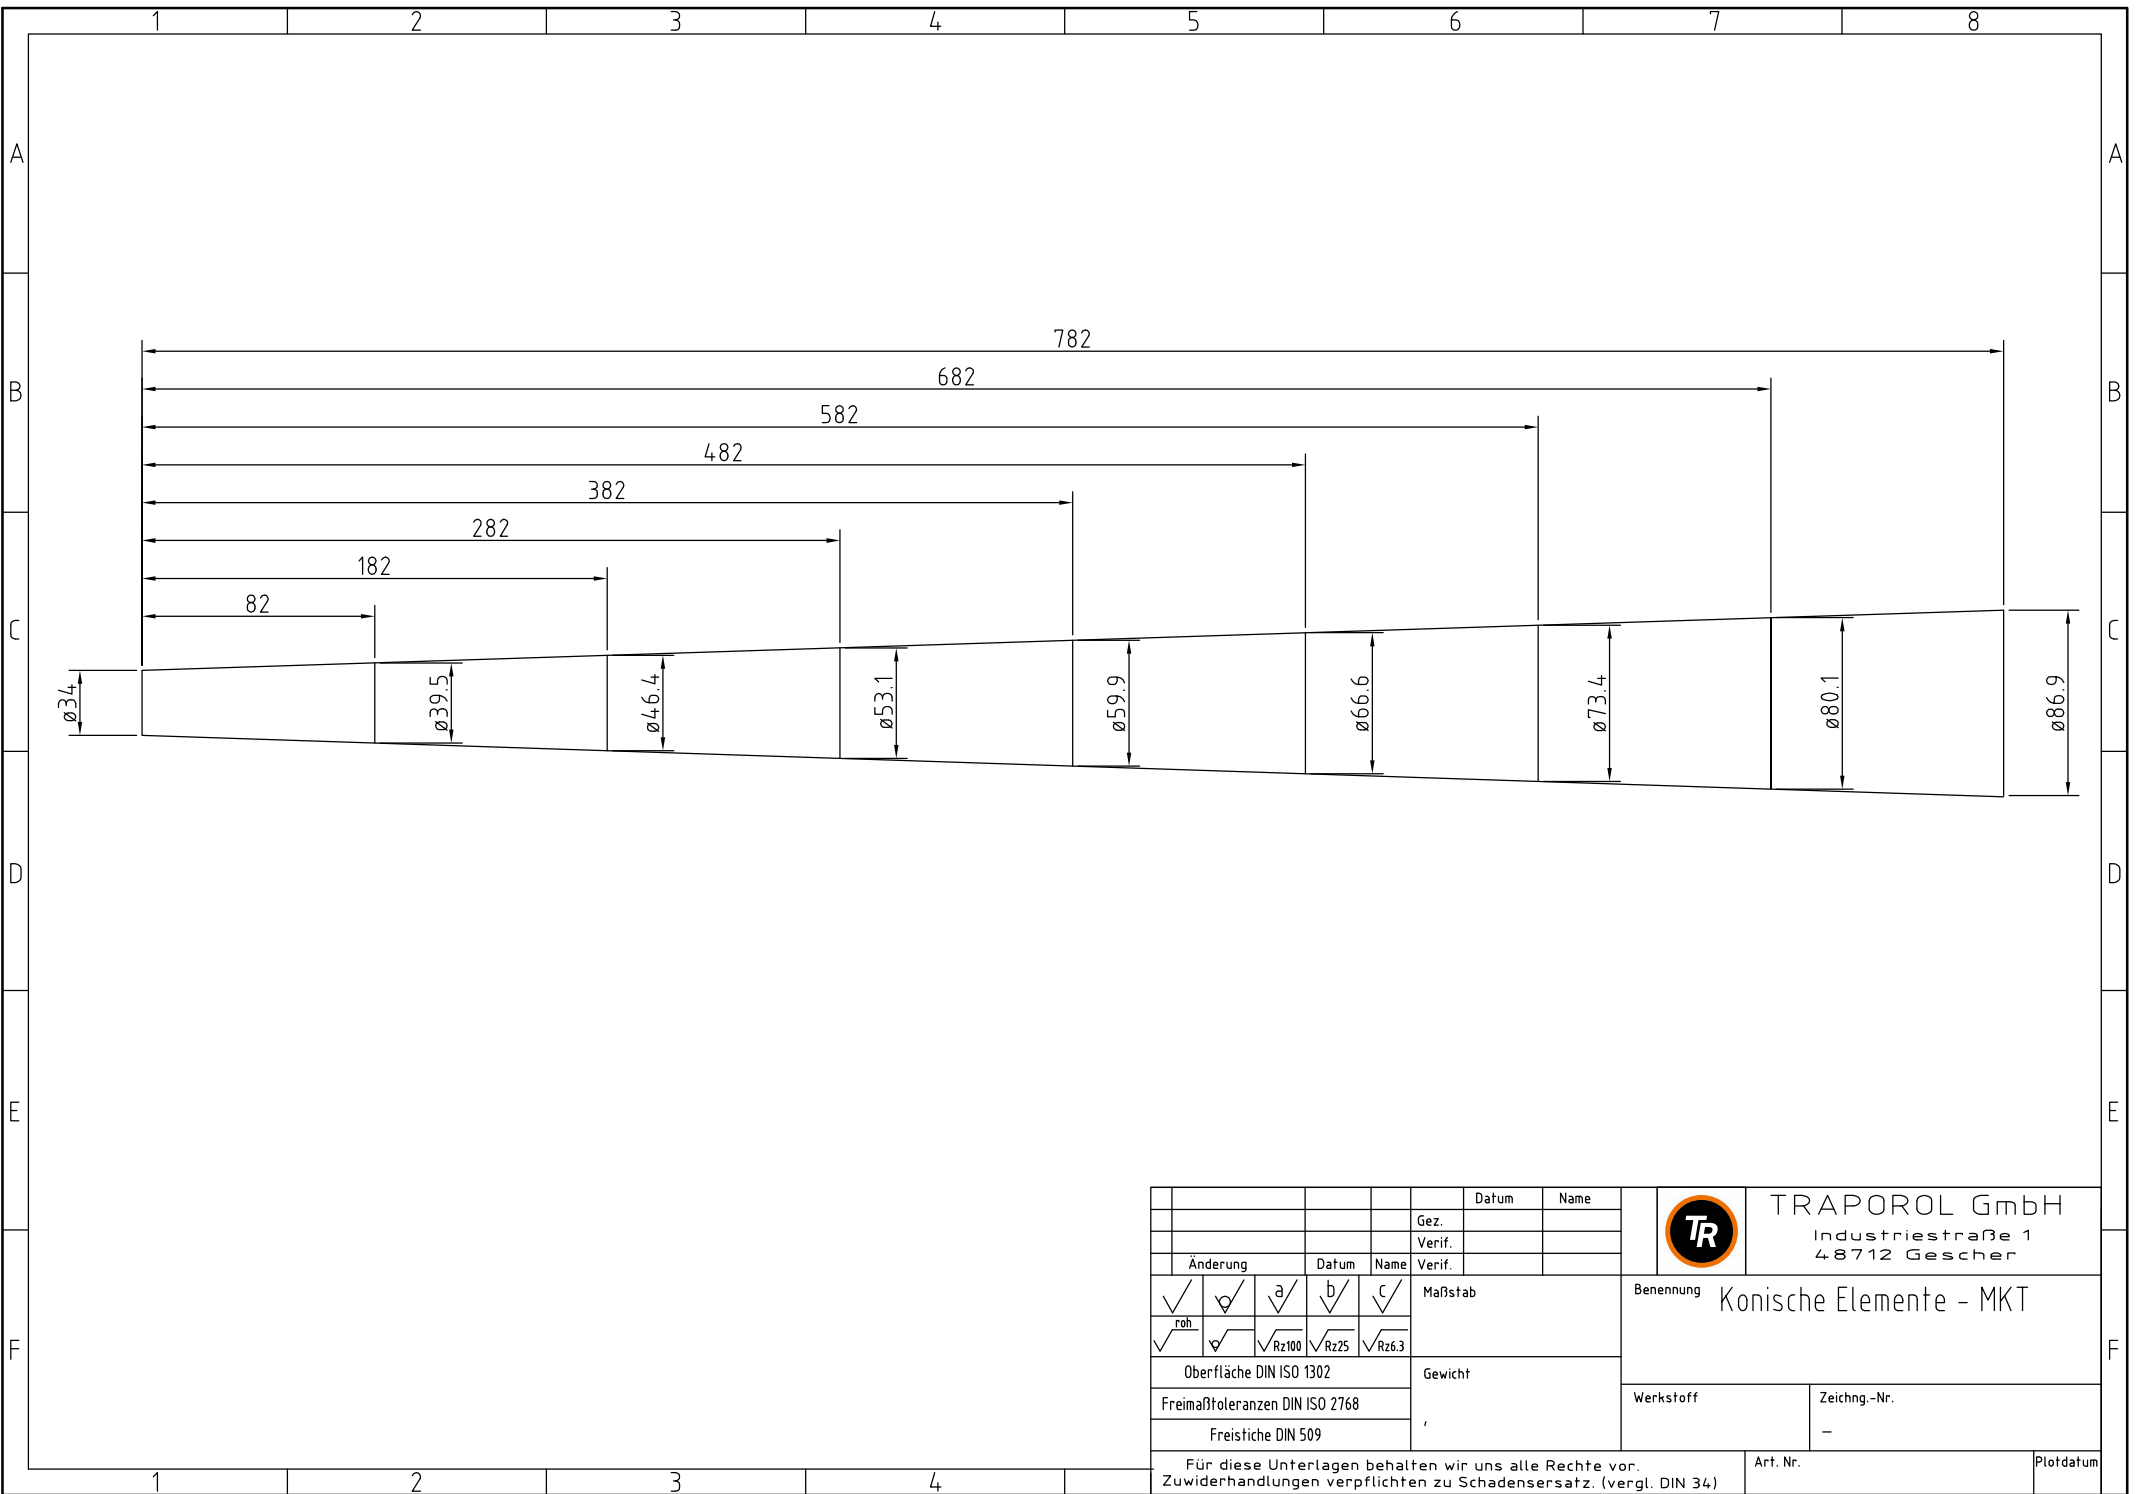 1 2 3 4 5 6 7 8
A A
B B
C C
D D
E E
F F
782
682
582
482
382
282
182
82
ø34
ø39.5
ø46.4
ø53.1
ø59.9
ø66.6
ø73.4
ø80.1
ø86.9
Datum Name
Gez.
Verif.
Änderung Datum Name Verif.
TR
TRAPOROL GmbH
Industriestraße 1
48712 Gescher
a b c
roh
Rz100 Rz25 Rz6.3
Maßstab
Benennung Konische Elemente - MKT
Oberfläche DIN ISO 1302
Freimaßtoleranzen DIN ISO 2768
Freistiche DIN 509
Gewicht
,
Werkstoff
Zeichng.-Nr.
–
Für diese Unterlagen behalten wir uns alle Rechte vor.
Zuwiderhandlungen verpflichten zu Schadensersatz. (vergl. DIN 34)
Art. Nr.
Plotdatum
1 2 3 4